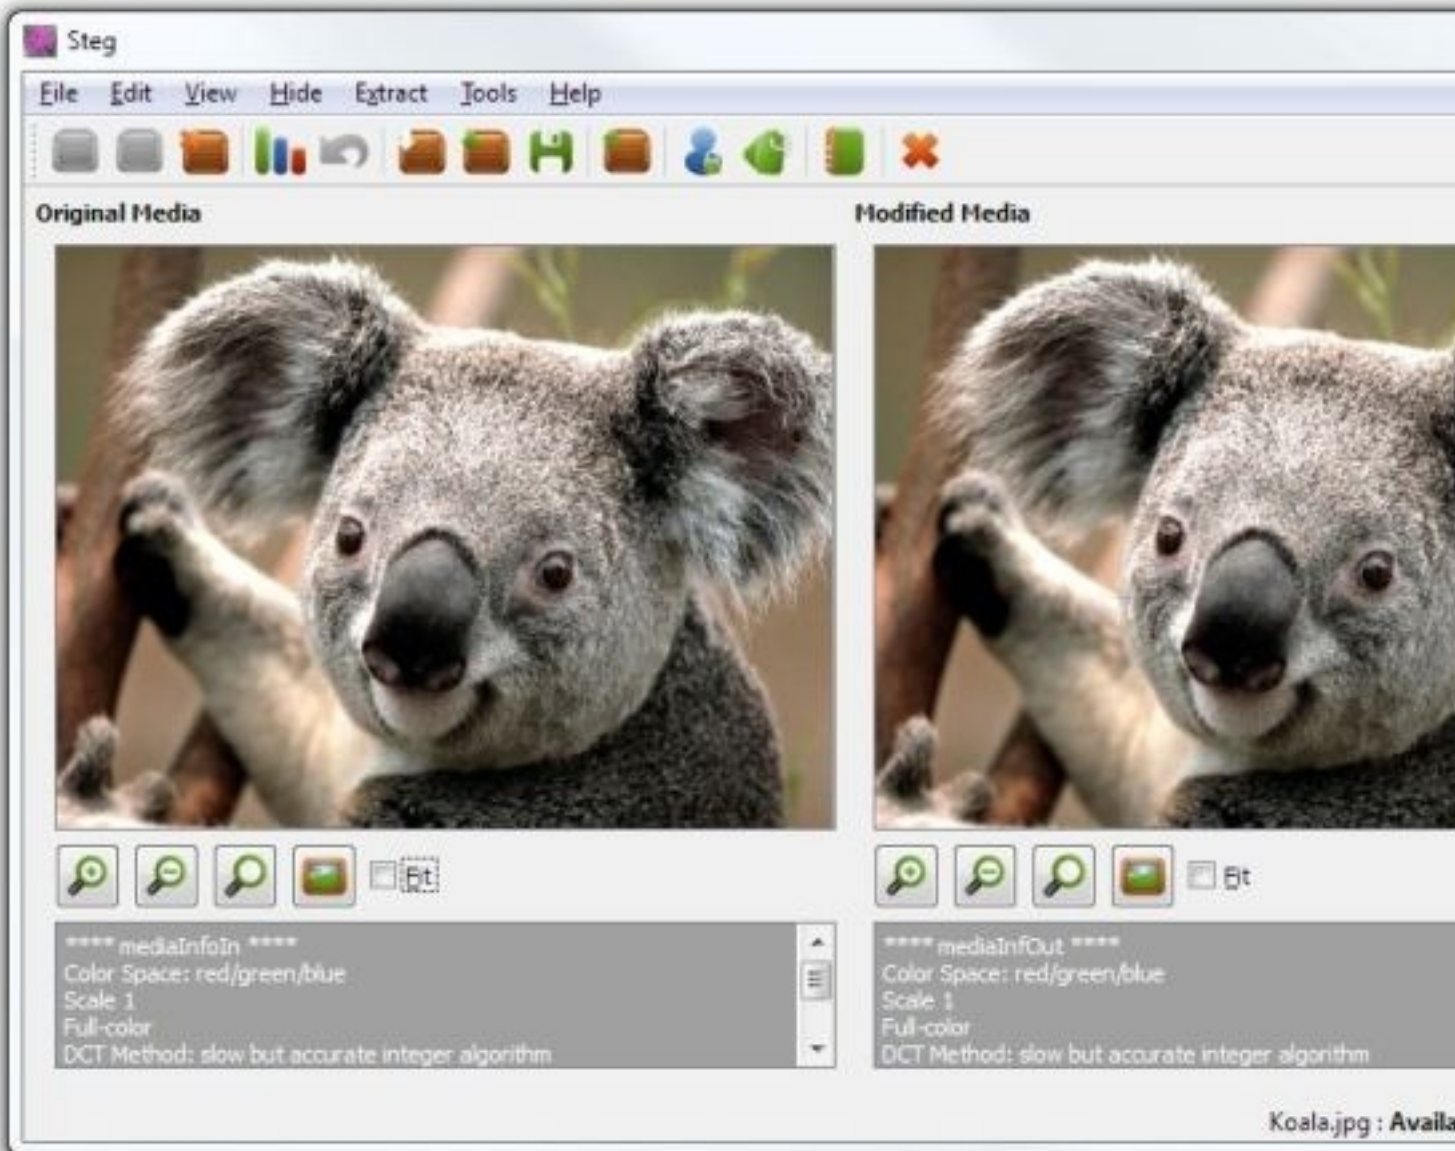 Steg
File Edit View Hide Extract Tools Help
Original Media
Modified Media
Fit
Fit
**** mediaInfoIn ****
Color Space: red/green/blue
Scale 1
Full-color
DCT Method: slow but accurate integer algorithm
**** mediaInfOut ****
Color Space: red/green/blue
Scale 1
Full-color
DCT Method: slow but accurate integer algorithm
Koala.jpg : Availa